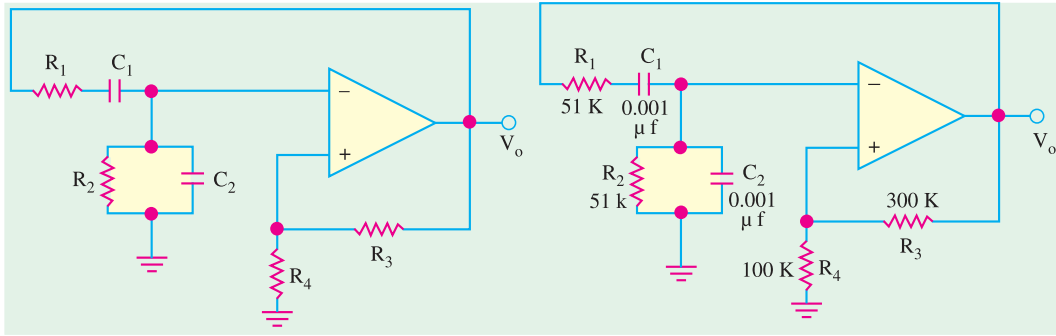 R1
C1
−
+
Vo
R2
C2
R3
R4
R1
C1
51 K
0.001
μ f
−
+
Vo
R2
51 k
C2
0.001
μ f
300 K
R3
100 K
R4